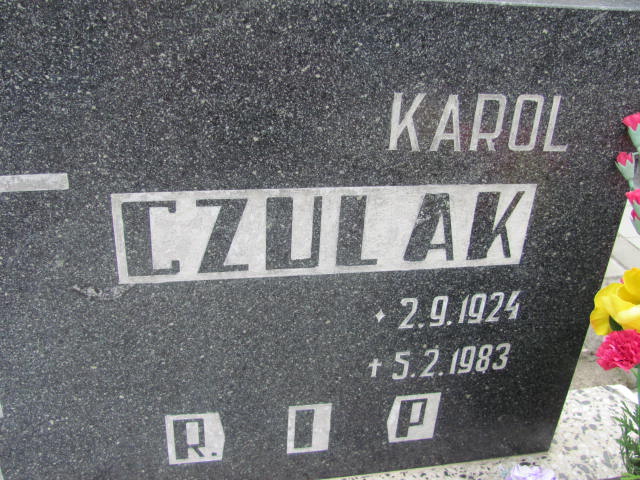 KAROL
CZULAK
* 2.9.1924
† 5.2.1983
R. I P